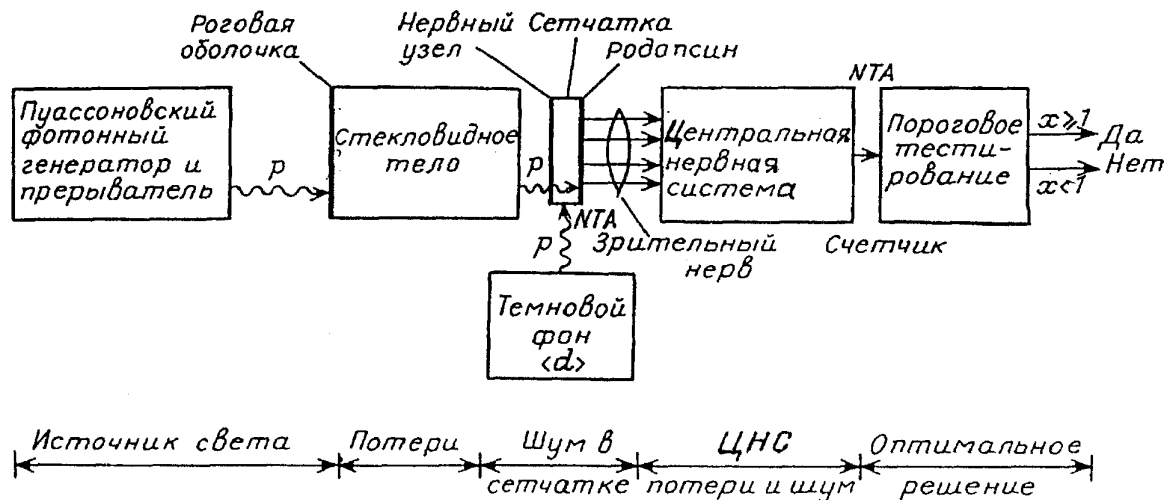 Роговая
оболочка
Нервный Сетчатка
узел
Родапсин
NTA
Пуассоновский
фотонный
генератор и
прерыватель
p
Стекловидное
тело
p
Центральная
нервная
система
Пороговое
тести-
рование
x⩾1
Да
Нет
x<1
NTA
p
Зрительный
нерв
Счетчик
Темновой
фон
<d>
Источник света
Потери
Шум в
сетчатке
ЦНС
потери и шум
Оптимальное
решение